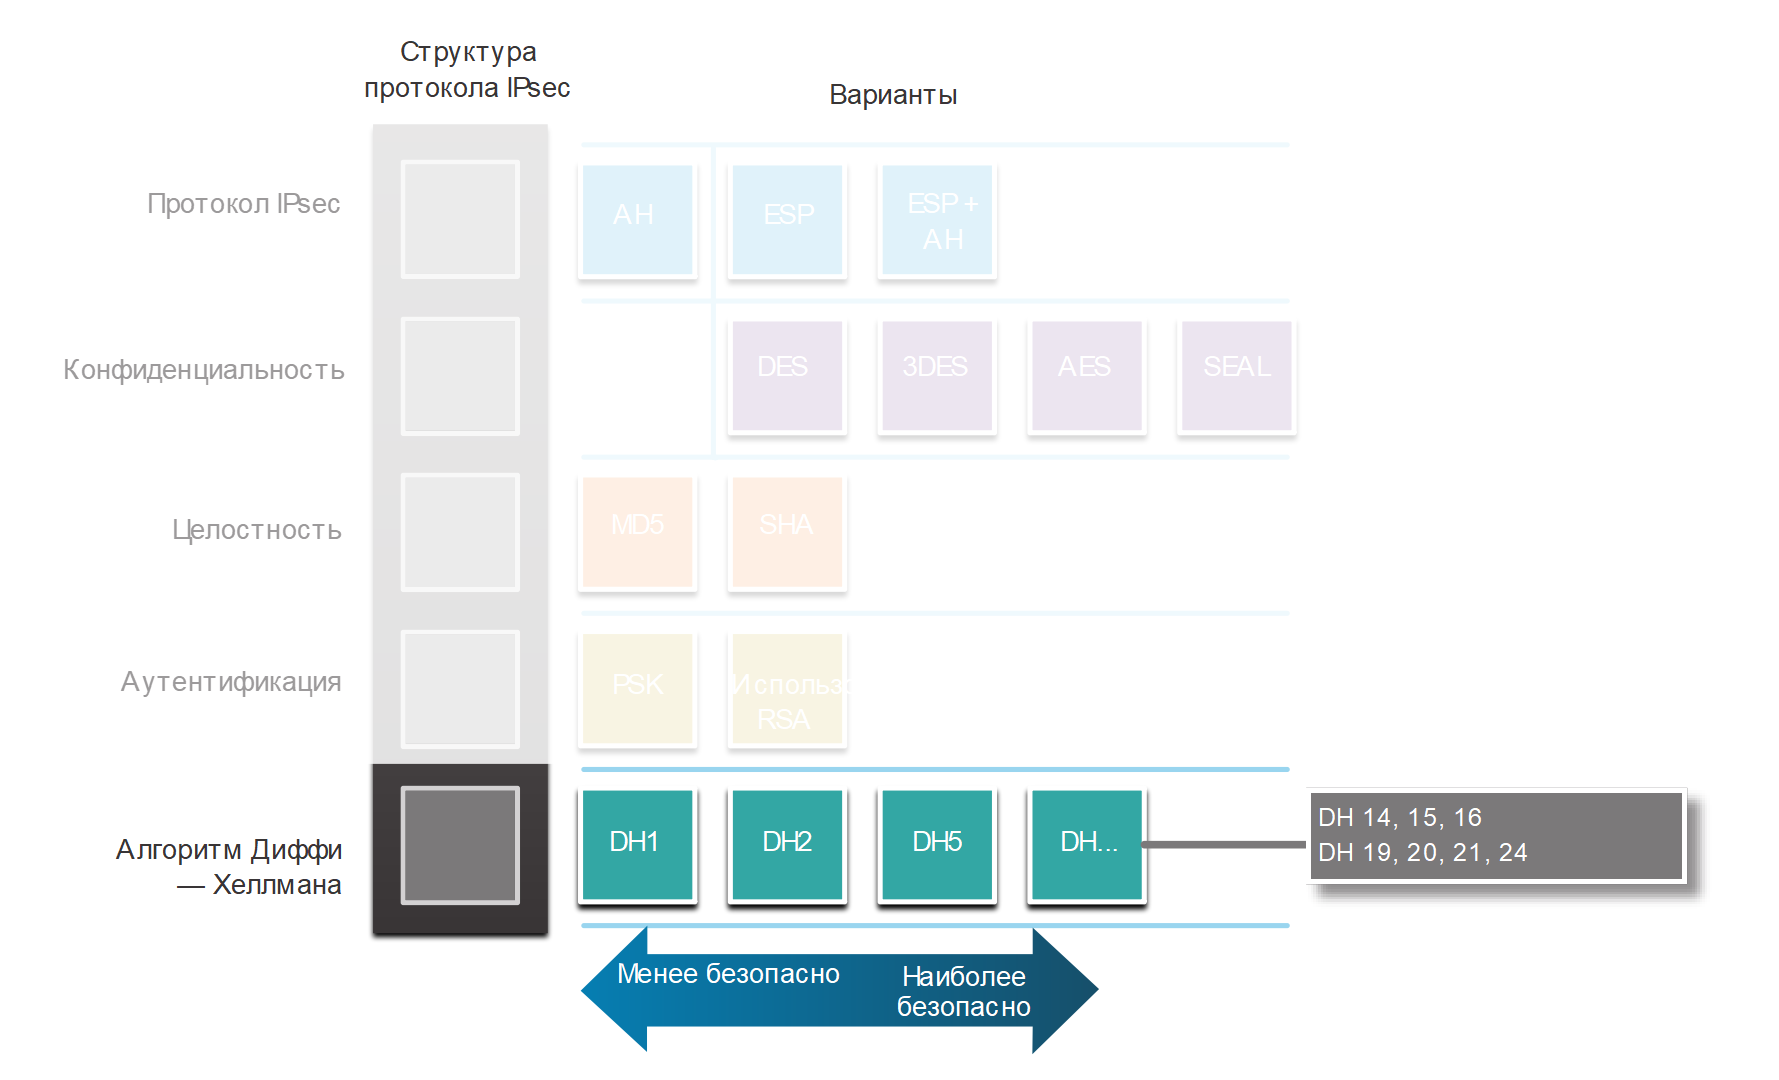 Структура
протокола IPsec
Варианты
Протокол IPsec
AH
ESP
ESP +
AH
Конфиденциальность
DES
3DES
AES
SEAL
Целостность
MD5
SHA
Аутентификация
PSK
Использо
RSA
Алгоритм Диффи
— Хеллмана
DH1
DH2
DH5
DH...
DH 14, 15, 16
DH 19, 20, 21, 24
Менее безопасно
Наиболее
безопасно